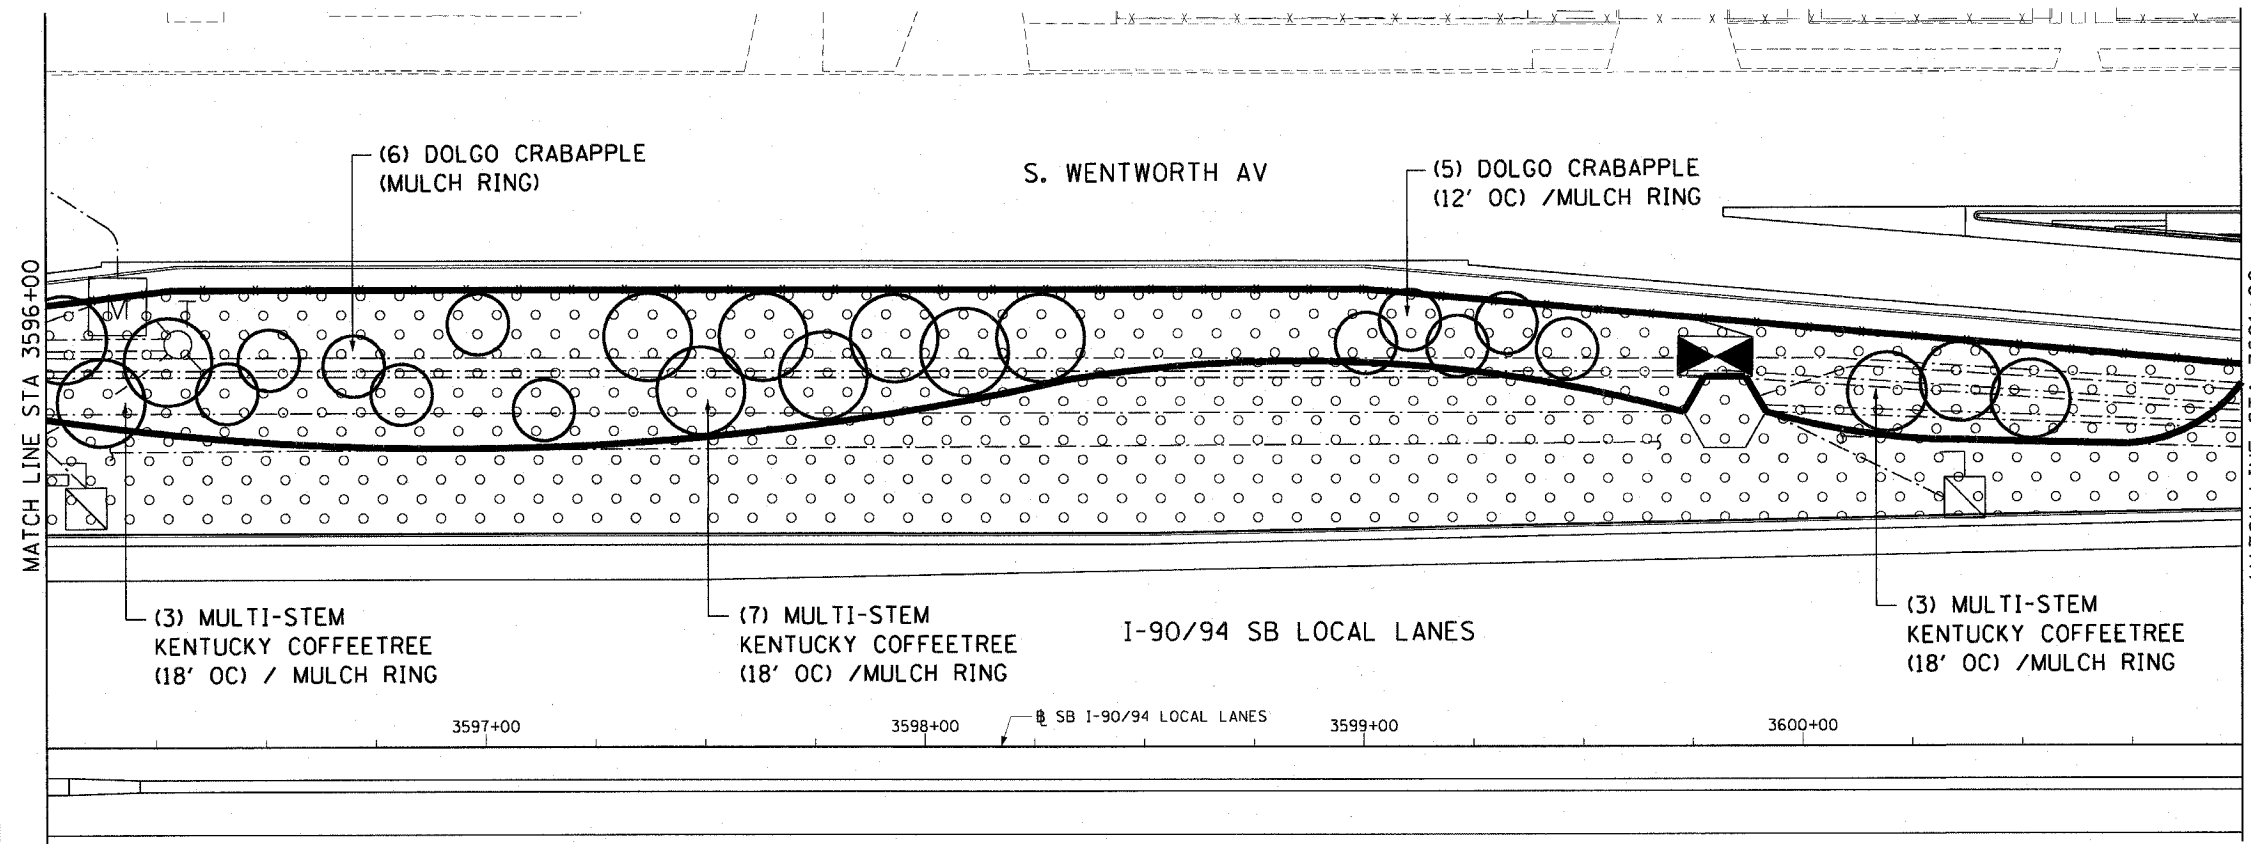 (6) DOLGO CRABAPPLE
(MULCH RING)
S. WENTWORTH AV
(5) DOLGO CRABAPPLE
(12' OC) /MULCH RING
MATCH LINE STA 3596+00
(3) MULTI-STEM
KENTUCKY COFFEETREE
(18' OC) / MULCH RING
(7) MULTI-STEM
KENTUCKY COFFEETREE
(18' OC) /MULCH RING
I-90/94 SB LOCAL LANES
(3) MULTI-STEM
KENTUCKY COFFEETREE
(18' OC) /MULCH RING
3597+00
3598+00
SB I-90/94 LOCAL LANES
3599+00
3600+00